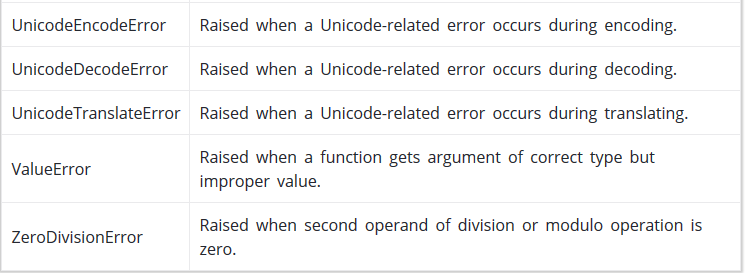 UnicodeEncodeError Raised when a Unicode-related error occurs during encoding.
UnicodeDecodeError Raised when a Unicode-related error occurs during decoding.
UnicodeTranslateError Raised when a Unicode-related error occurs during translating.
ValueError Raised when a function gets argument of correct type but
improper value.
ZeroDivisionError Raised when second operand of division or modulo operation is
zero.